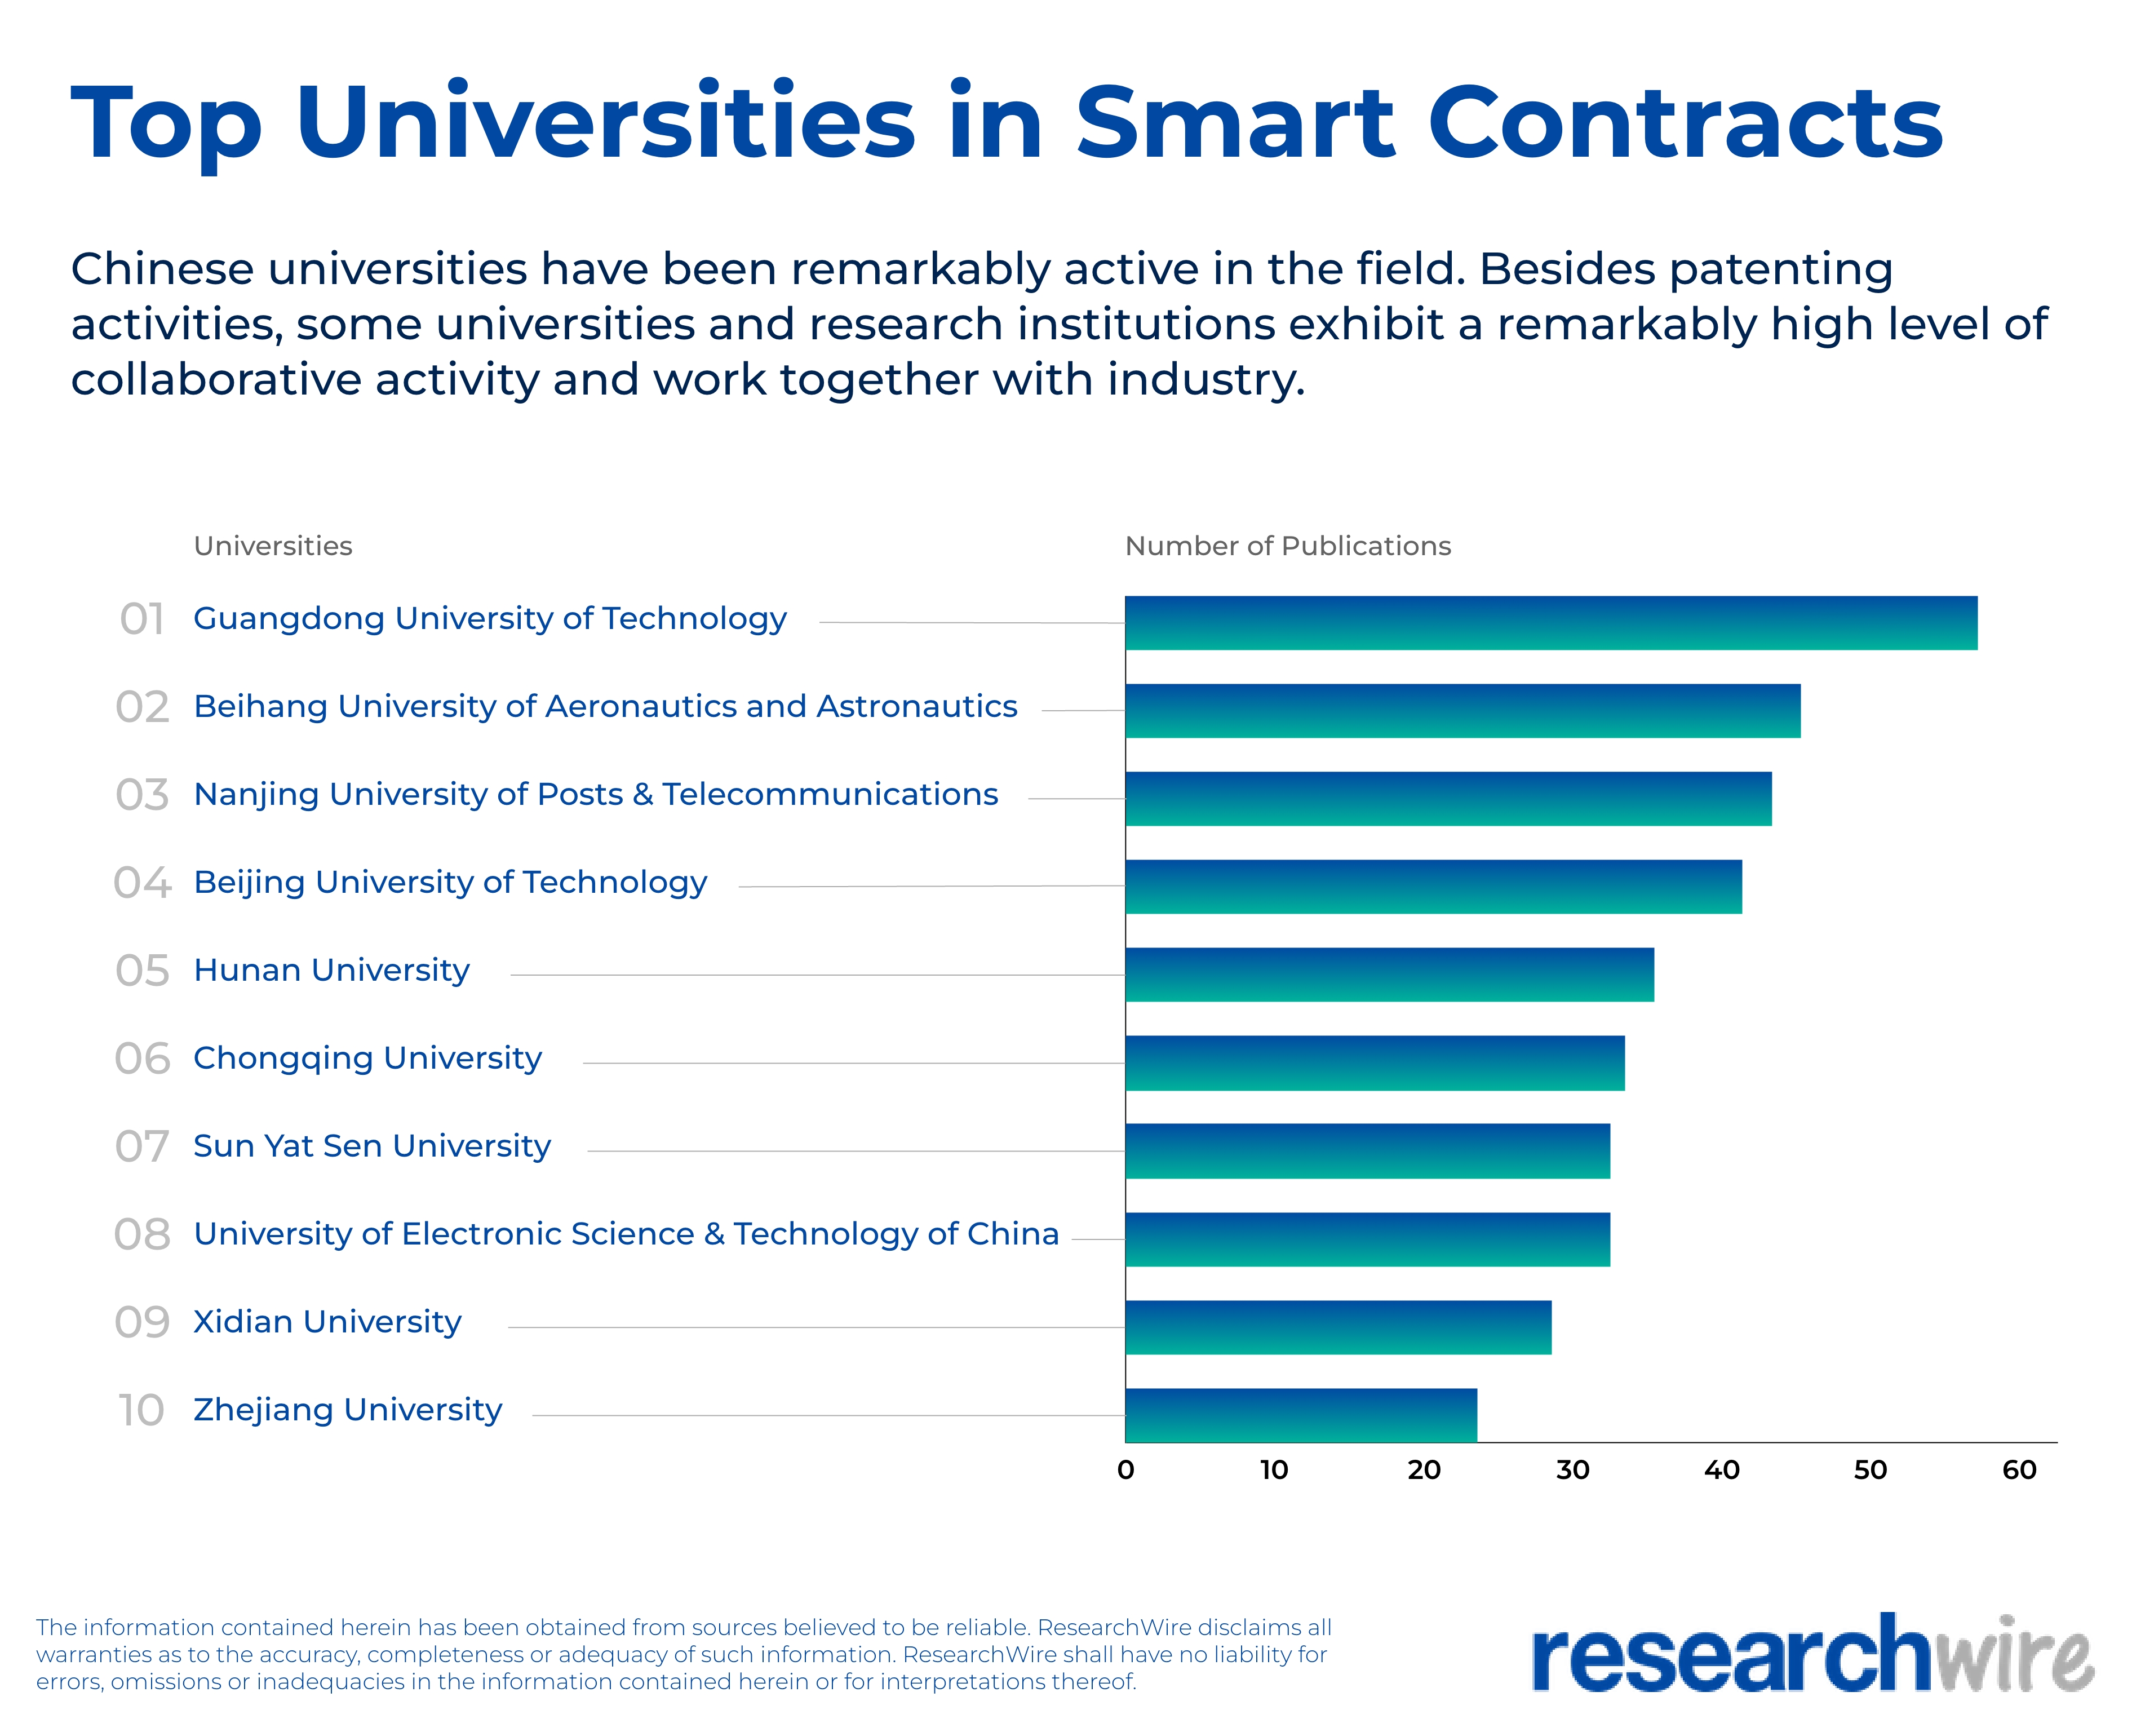 Top Universities in Smart Contracts
Chinese universities have been remarkably active in the field. Besides patenting
activities, some universities and research institutions exhibit a remarkably high level of
collaborative activity and work together with industry.
Universities
Number of Publications
01 Guangdong University of Technology
02 Beihang University of Aeronautics and Astronautics
03 Nanjing University of Posts & Telecommunications
04 Beijing University of Technology
05 Hunan University
06 Chongqing University
07 Sun Yat Sen University
08 University of Electronic Science & Technology of China
09 Xidian University
10 Zhejiang University
0 10 20 30 40 50 60
The information contained herein has been obtained from sources believed to be reliable. ResearchWire disclaims all
warranties as to the accuracy, completeness or adequacy of such information. ResearchWire shall have no liability for
errors, omissions or inadequacies in the information contained herein or for interpretations thereof.
researchwire